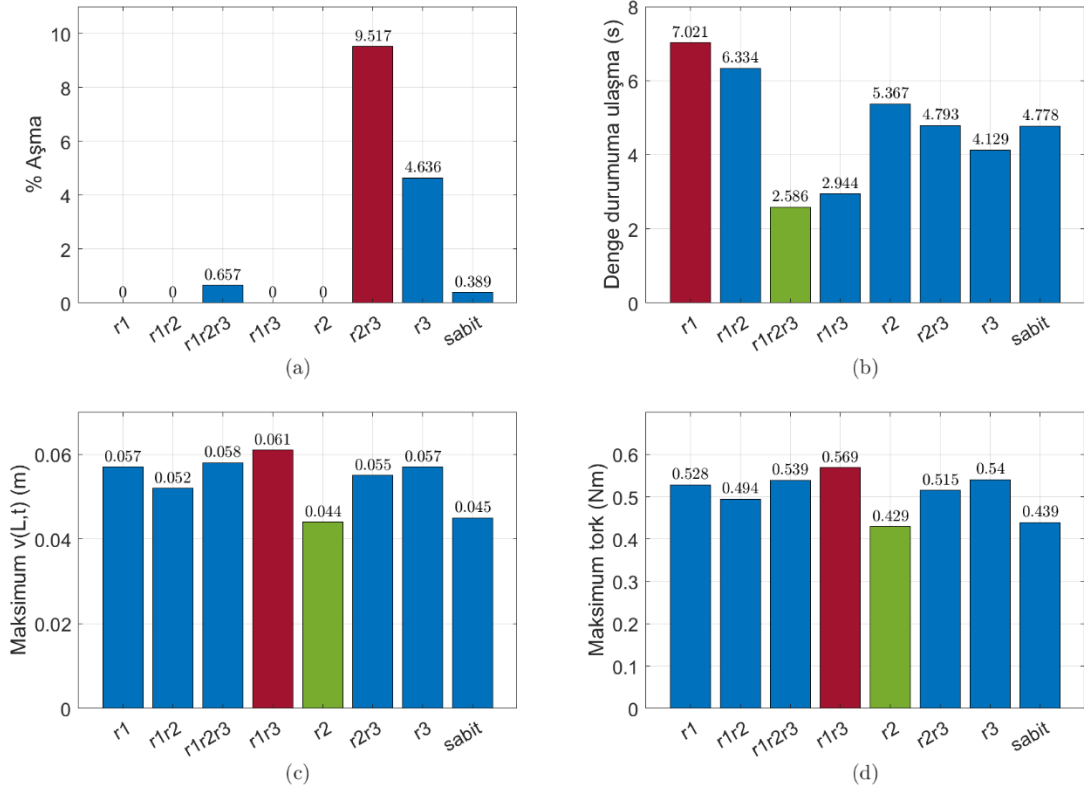 10
8
6
4
2
0
% Aşma
0
0
0.657
0
0
9.517
4.636
0.389
r1
r1r2
r1r2r3
r1r3
r2
r2r3
r3
sabit
(a)
8
6
4
2
0
Denge durumuma ulaşma (s)
7.021
6.334
2.586
2.944
5.367
4.793
4.129
4.778
r1
r1r2
r1r2r3
r1r3
r2
r2r3
r3
sabit
(b)
0.06
0.04
0.02
0
Maksimum v(L,t) (m)
0.057
0.052
0.058
0.061
0.044
0.055
0.057
0.045
r1
r1r2
r1r2r3
r1r3
r2
r2r3
r3
sabit
(c)
0.6
0.5
0.4
0.3
0.2
0.1
0
Maksimum tork (Nm)
0.528
0.494
0.539
0.569
0.429
0.515
0.54
0.439
r1
r1r2
r1r2r3
r1r3
r2
r2r3
r3
sabit
(d)